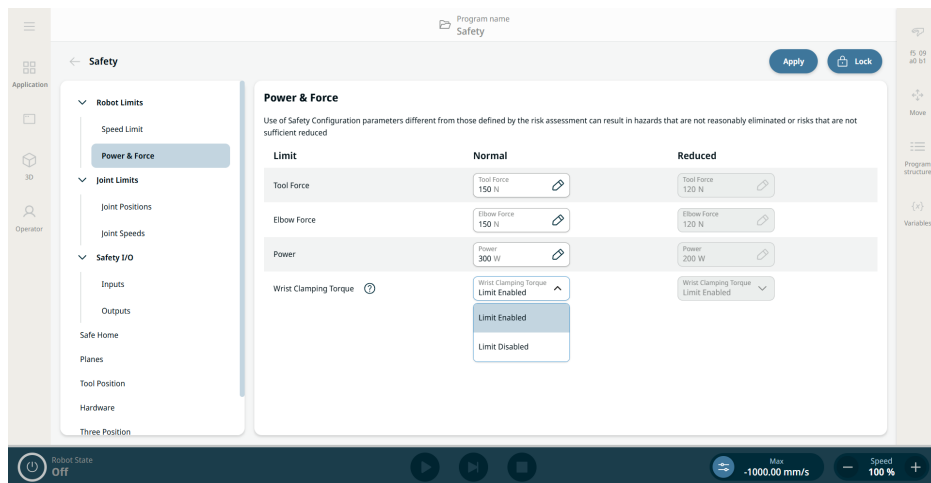 Program name
Safety
Safety
Apply
Lock
f5 09
a0 b1
Application
3D
Operator
Move
Program
structure
{x}
Variables
Robot Limits
Speed Limit
Power & Force
Joint Limits
Joint Positions
Joint Speeds
Safety I/O
Inputs
Outputs
Safe Home
Planes
Tool Position
Hardware
Three Position
Power & Force
Use of Safety Configuration parameters different from those defined by the risk assessment can result in hazards that are not reasonably eliminated or risks that are not
sufficient reduced
Limit Normal Reduced
Tool Force
Tool Force
150 N
Tool Force
120 N
Elbow Force
Elbow Force
150 N
Elbow Force
120 N
Power
Power
300 W
Power
200 W
Wrist Clamping Torque ?
Wrist Clamping Torque
Limit Enabled
Wrist Clamping Torque
Limit Enabled
Limit Enabled
Limit Disabled
Robot State
Off
Max
-1000.00 mm/s
Speed
100 %